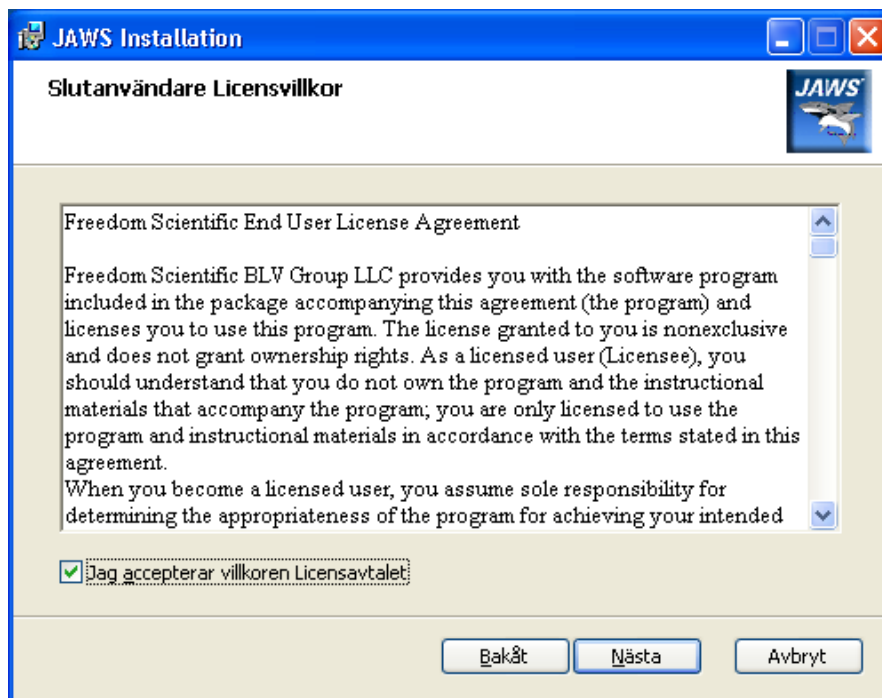 JAWS Installation
Slutanvändare Licensvillkor
JAWS
Freedom Scientific End User License Agreement
Freedom Scientific BLV Group LLC provides you with the software program
included in the package accompanying this agreement (the program) and
licenses you to use this program. The license granted to you is nonexclusive
and does not grant ownership rights. As a licensed user (Licensee), you
should understand that you do not own the program and the instructional
materials that accompany the program; you are only licensed to use the
program and instructional materials in accordance with the terms stated in this
agreement.
When you become a licensed user, you assume sole responsibility for
determining the appropriateness of the program for achieving your intended
Jag accepterar villkoren Licensavtalet
Bakåt
Nästa
Avbryt